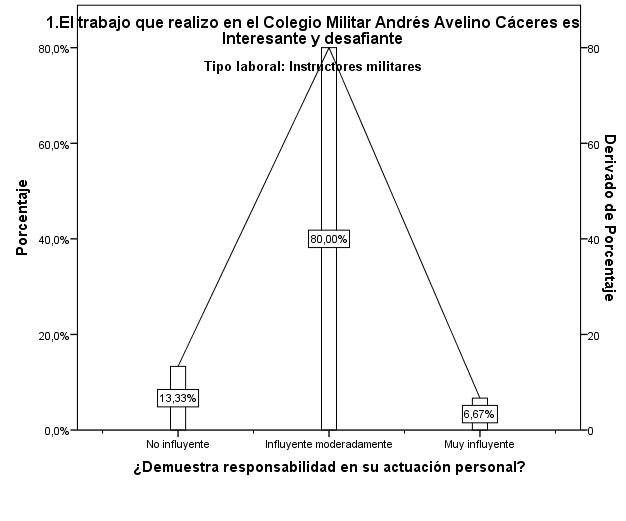 1.El trabajo que realizo en el Colegio Militar Andrés Avelino Cáceres es
Interesante y desafiante
Tipo laboral: Instructores militares
80,0%
60,0%
40,0%
20,0%
0,0%
Porcentaje
80
60
40
20
0
Derivado de Porcentaje
13,33%
80,00%
6,67%
No influyente
Influyente moderadamente
Muy influyente
¿Demuestra responsabilidad en su actuación personal?